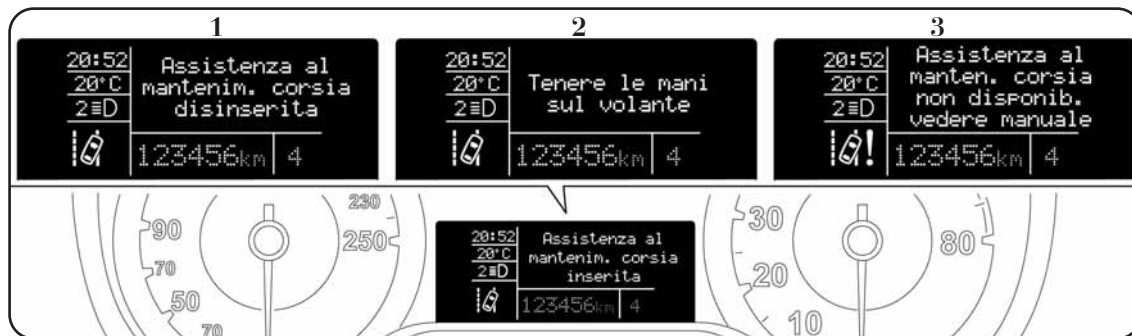 1
20:52
20°C
2≡D
Assistenza al
mantenim. corsia
disinserita
123456km 4
2
20:52
20°C
2≡D
Tenere le mani
sul volante
123456km 4
3
20:52
20°C
2≡D
Assistenza al
manten. corsia
non disponib.
vedere manuale
!
123456km 4
90
70
50
70
230
250
20:52
20°C
2≡D
Assistenza al
mantenim. corsia
inserita
123456km 4
30
20
10
80